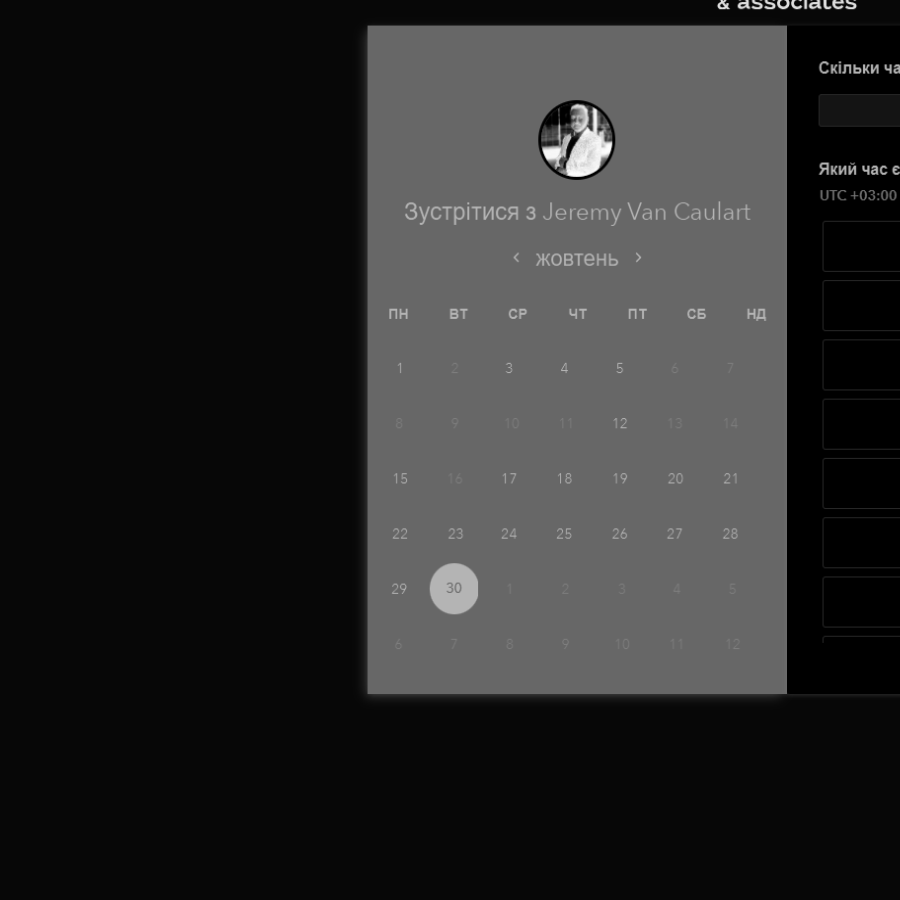 & associates
Зустрітися з Jeremy Van Caulart
жовтень
ПН ВТ СР ЧТ ПТ СБ НД
1 2 3 4 5 6 7
8 9 10 11 12 13 14
15 16 17 18 19 20 21
22 23 24 25 26 27 28
29 30 1 2 3 4 5
6 7 8 9 10 11 12
Скільки ча
Який час є
UTC +03:00